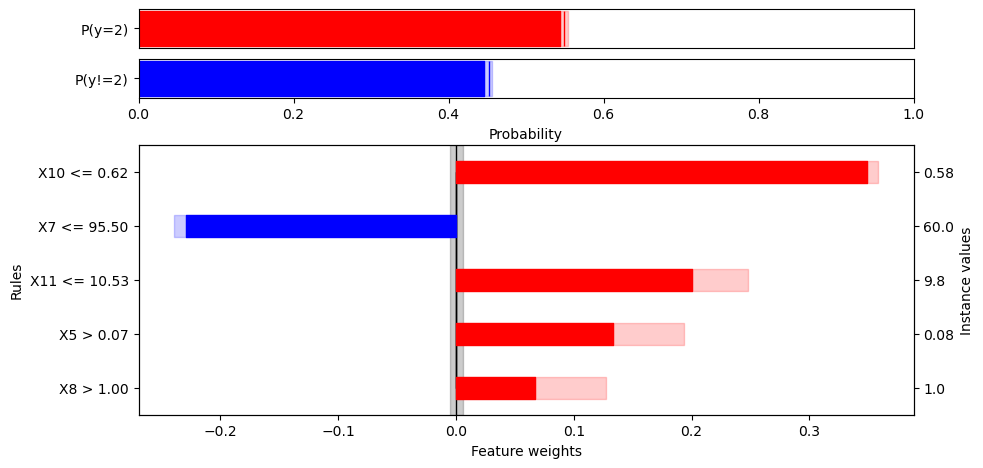 P(y=2)
P(y!=2)
0.0 0.2 0.4 0.6 0.8 1.0
Probability
X10 <= 0.62 0.58
X7 <= 95.50 60.0
X11 <= 10.53 9.8
X5 > 0.07 0.08
X8 > 1.00 1.0
Rules
Instance values
−0.2 −0.1 0.0 0.1 0.2 0.3
Feature weights